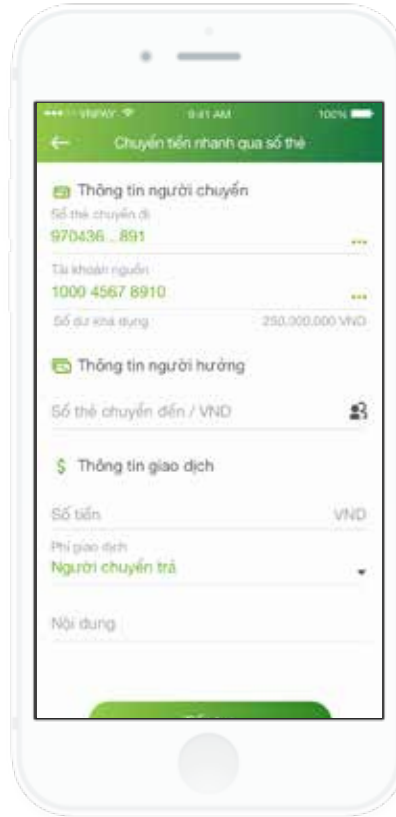 9:41 AM 100%
Chuyển tiền nhanh qua số thẻ
Thông tin người chuyển
Số thẻ chuyển đi
970436...891
Tài khoản nguồn
1000 4567 8910
Số dư khả dụng 250,000,000 VND
Thông tin người hưởng
Số thẻ chuyển đến / VND
$ Thông tin giao dịch
Số tiền VND
Phí giao dịch
Người chuyển trả
Nội dung